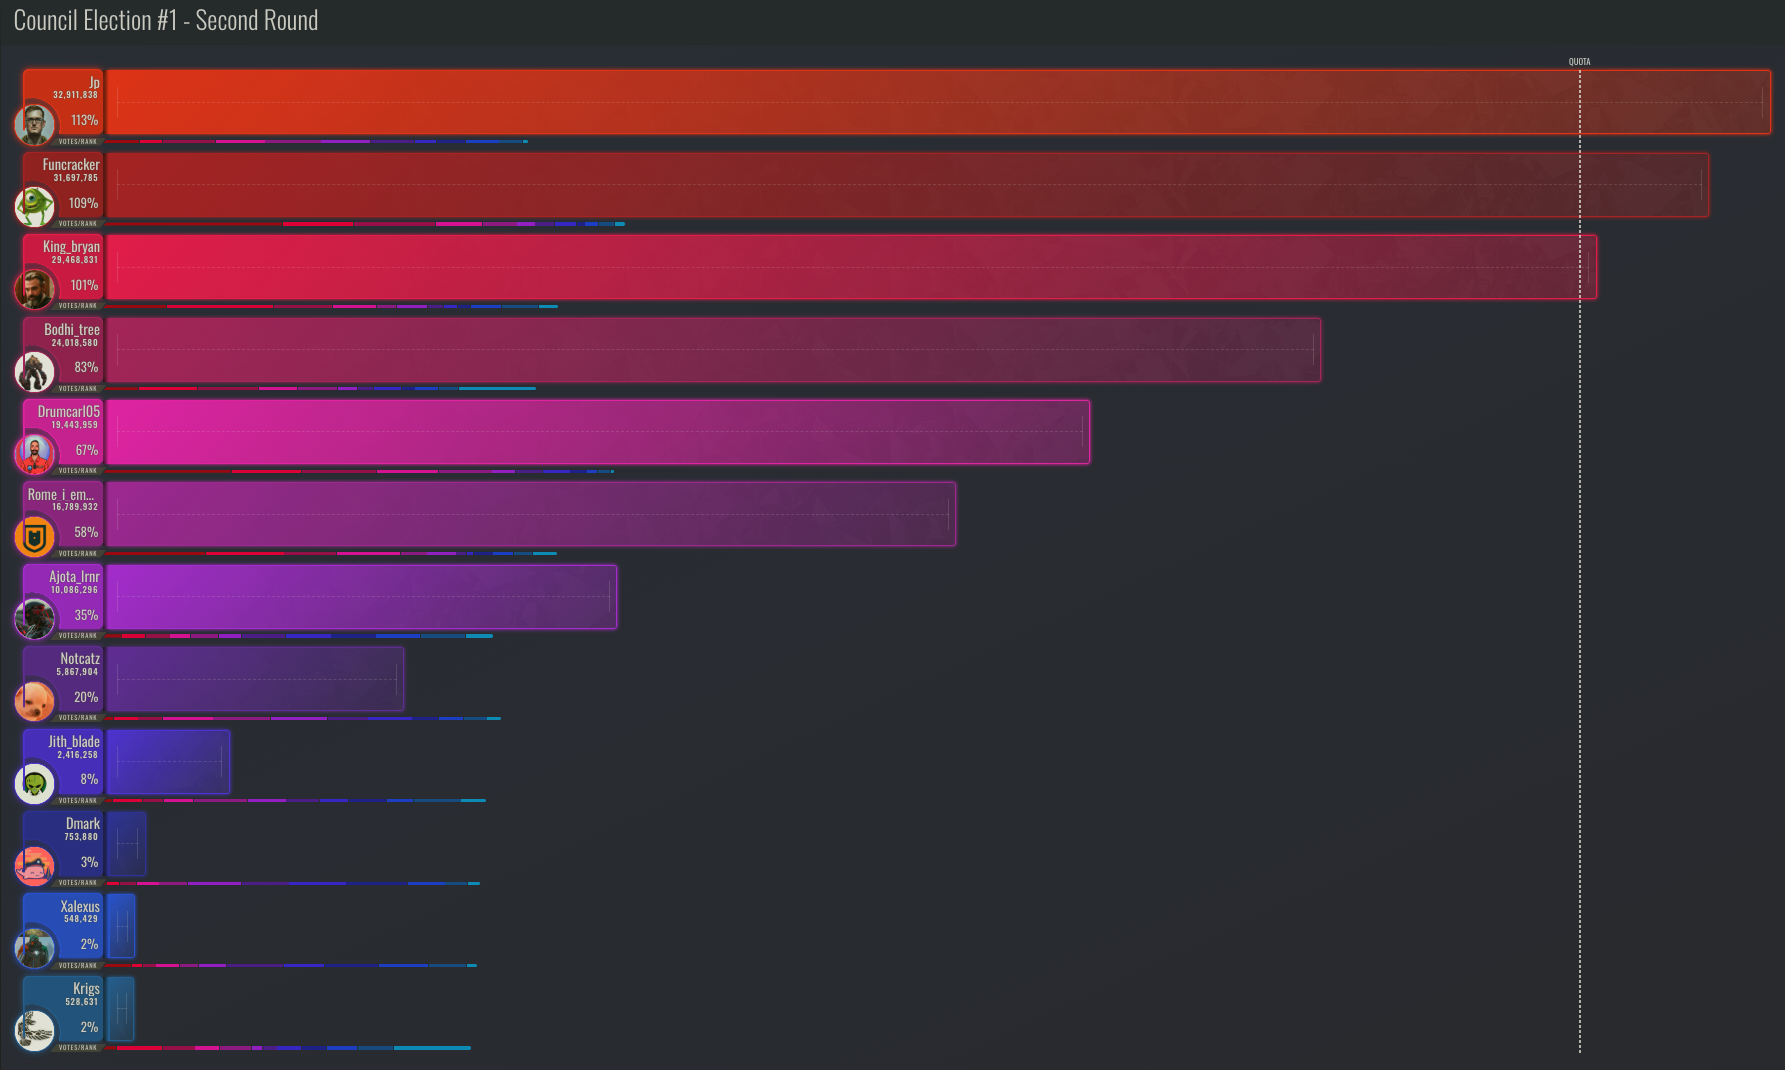 Council Election #1 - Second Round
QUOTA
Jp
32,911,838
113%
VOTES/RANK
Funcracker
31,697,785
109%
VOTES/RANK
King_bryan
29,468,831
101%
VOTES/RANK
Bodhi_tree
24,018,580
83%
VOTES/RANK
Drumcarl05
19,443,959
67%
VOTES/RANK
Rome_i_em...
16,789,932
58%
VOTES/RANK
Ajota_lrnr
10,086,296
35%
VOTES/RANK
Notcatz
5,867,904
20%
VOTES/RANK
Jith_blade
2,416,258
8%
VOTES/RANK
Dmark
753,880
3%
VOTES/RANK
Xalexus
548,429
2%
VOTES/RANK
Krigs
528,631
2%
VOTES/RANK